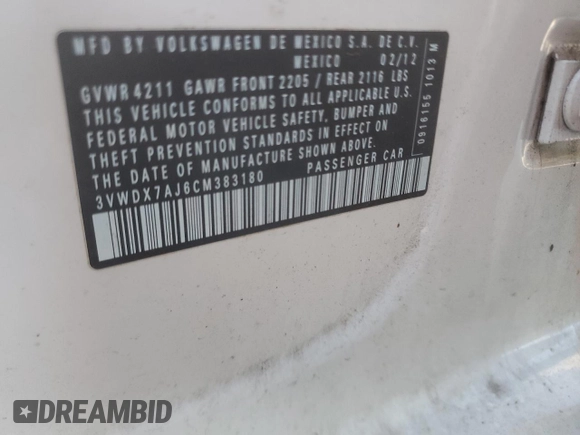 MFD BY VOLKSWAGEN DE MEXICO S.A. DE C.V.
MEXICO 02/12
GVWR 4211 GAWR FRONT 2205 / REAR 2116 LBS
THIS VEHICLE CONFORMS TO ALL APPLICABLE U.S.
FEDERAL MOTOR VEHICLE SAFETY, BUMPER AND
THEFT PREVENTION STANDARDS IN EFFECT ON
THE DATE OF MANUFACTURE SHOWN ABOVE.
3VWDX7AJ6CM383180 PASSENGER CAR
0916155 1013 M
DREAMBID